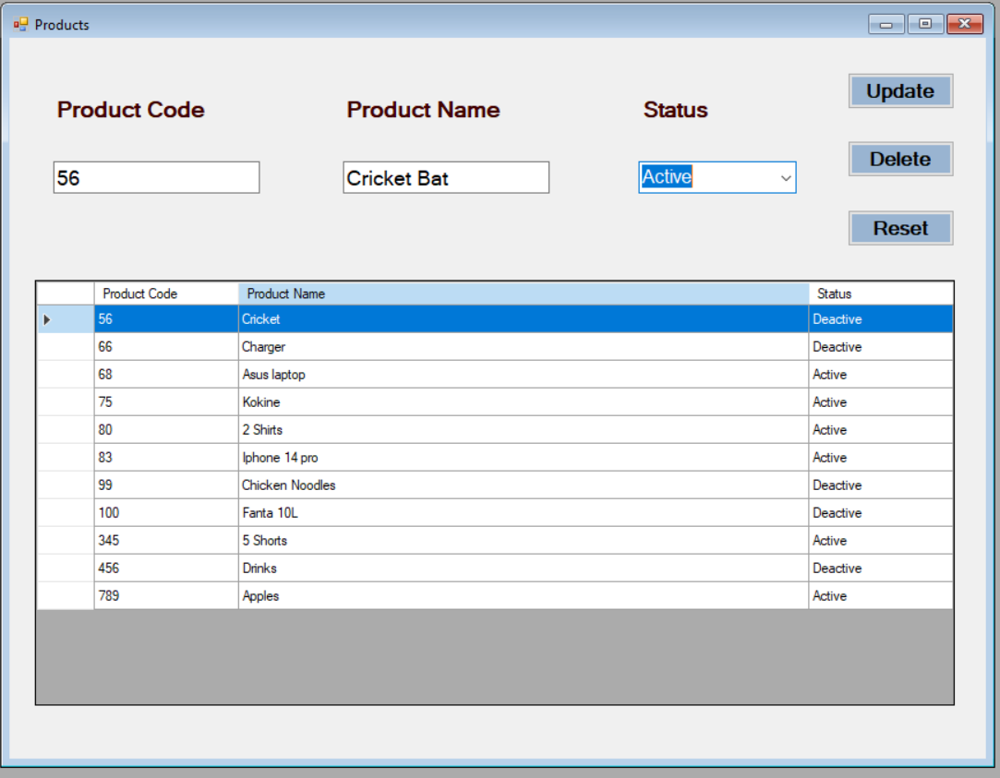 Products
Update
Product Code Product Name Status
Delete
56 Cricket Bat Active
Reset
Product Code Product Name Status
56 Cricket Deactive
66 Charger Deactive
68 Asus laptop Active
75 Kokine Active
80 2 Shirts Active
83 Iphone 14 pro Active
99 Chicken Noodles Deactive
100 Fanta 10L Deactive
345 5 Shorts Active
456 Drinks Deactive
789 Apples Active